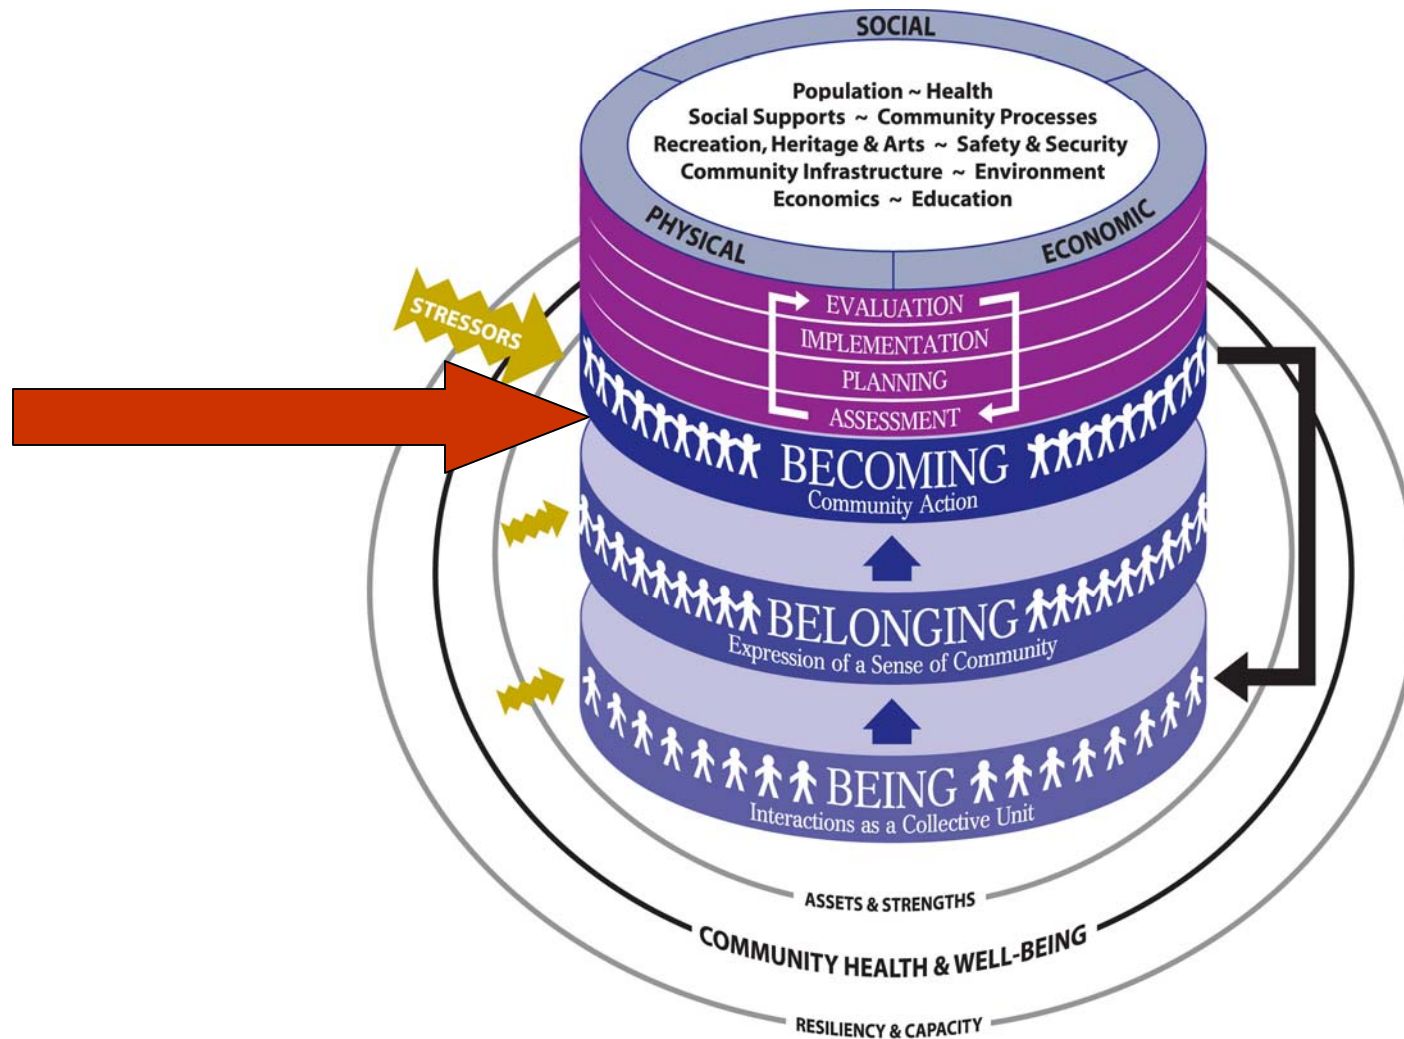 SOCIAL
Population ~ Health
Social Supports ~ Community Processes
Recreation, Heritage & Arts ~ Safety & Security
Community Infrastructure ~ Environment
Economics ~ Education
PHYSICAL
ECONOMIC
STRESSORS
EVALUATION
IMPLEMENTATION
PLANNING
ASSESSMENT
BECOMING
Community Action
BELONGING
Expression of a Sense of Community
BEING
Interactions as a Collective Unit
ASSETS & STRENGTHS
COMMUNITY HEALTH & WELL-BEING
RESILIENCY & CAPACITY